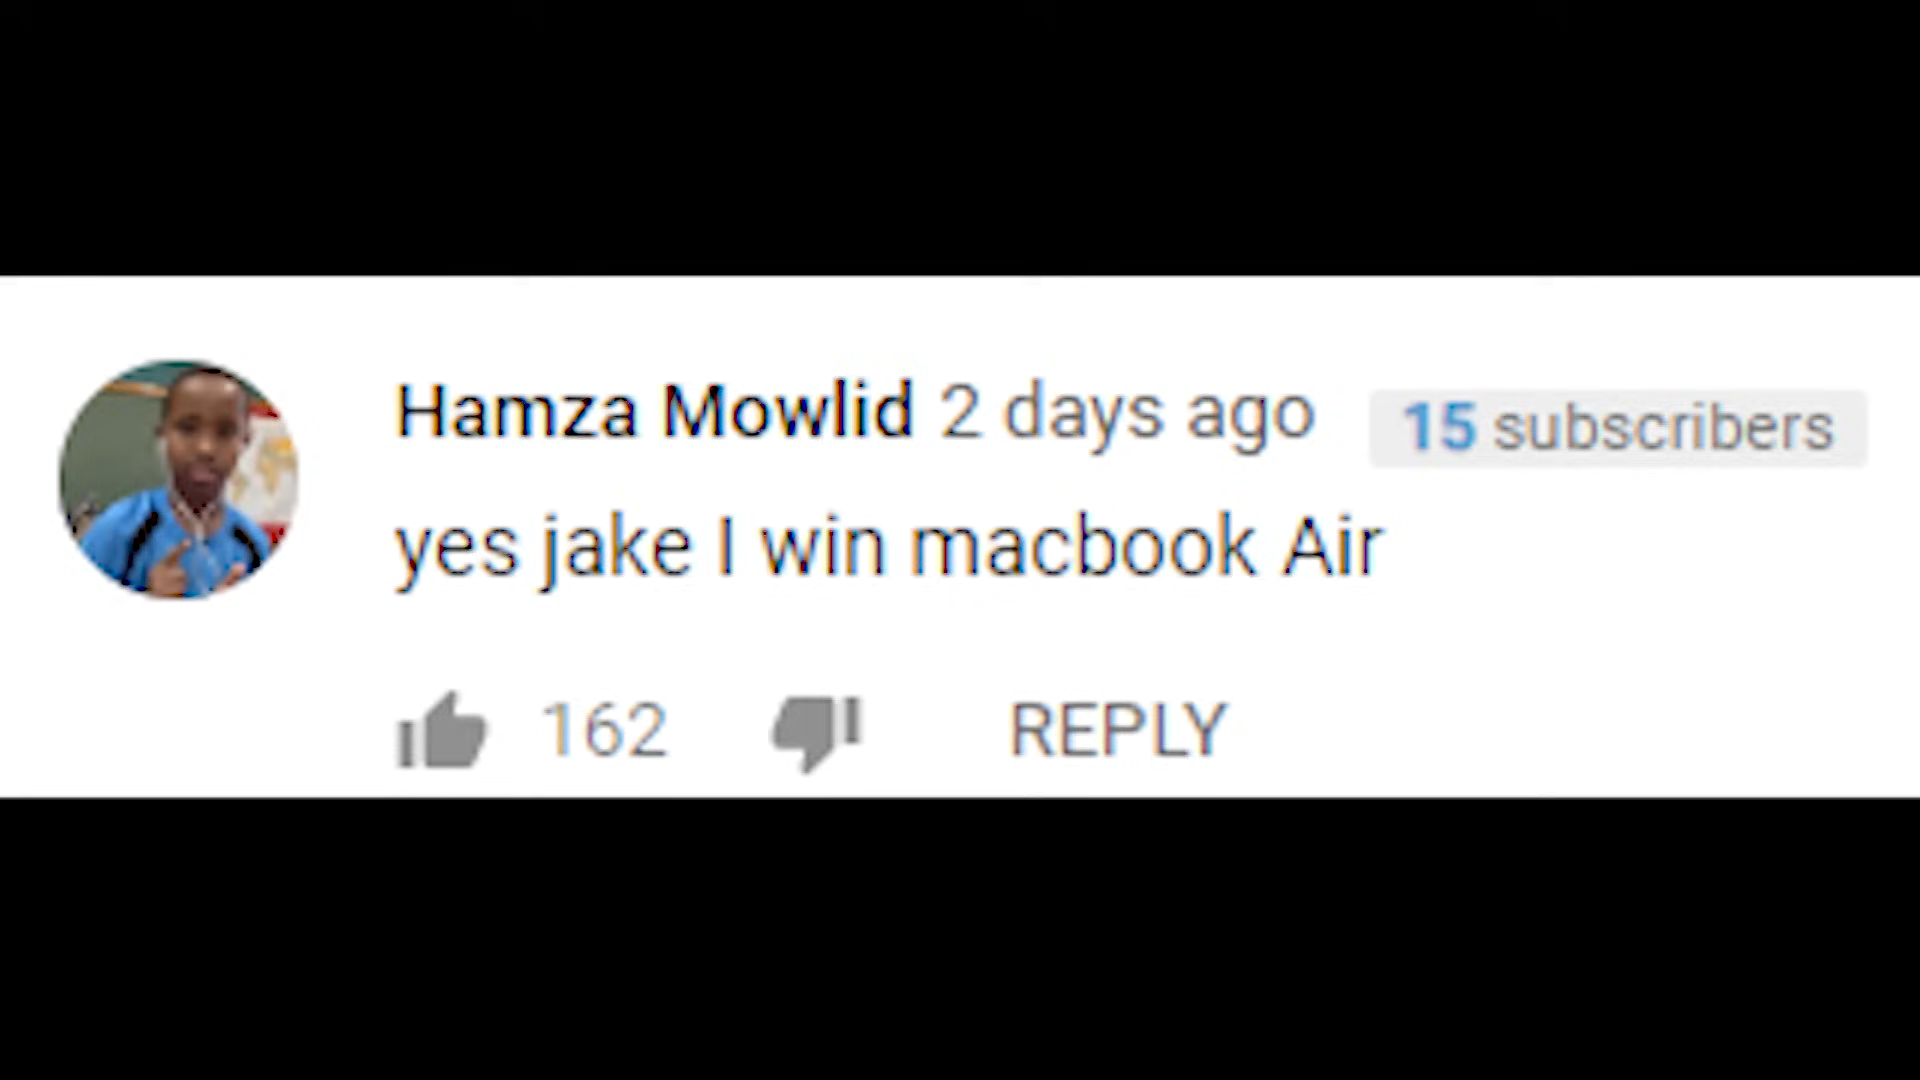 Hamza Mowlid 2 days ago 15 subscribers
yes jake I win macbook Air
162 REPLY